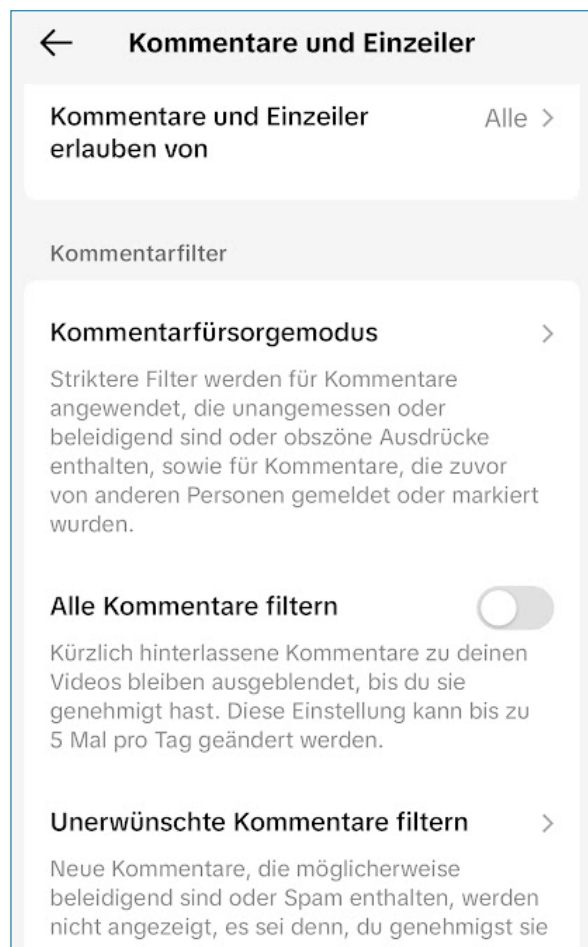 Kommentare und Einzeiler
Kommentare und Einzeiler
erlauben von
Alle
Kommentarfilter
Kommentarfürsorgemodus
Striktere Filter werden für Kommentare
angewendet, die unangemessen oder
beleidigend sind oder obszöne Ausdrücke
enthalten, sowie für Kommentare, die zuvor
von anderen Personen gemeldet oder markiert
wurden.
Alle Kommentare filtern
Kürzlich hinterlassene Kommentare zu deinen
Videos bleiben ausgeblendet, bis du sie
genehmigt hast. Diese Einstellung kann bis zu
5 Mal pro Tag geändert werden.
Unerwünschte Kommentare filtern
Neue Kommentare, die möglicherweise
beleidigend sind oder Spam enthalten, werden
nicht angezeigt, es sei denn, du genehmigst sie